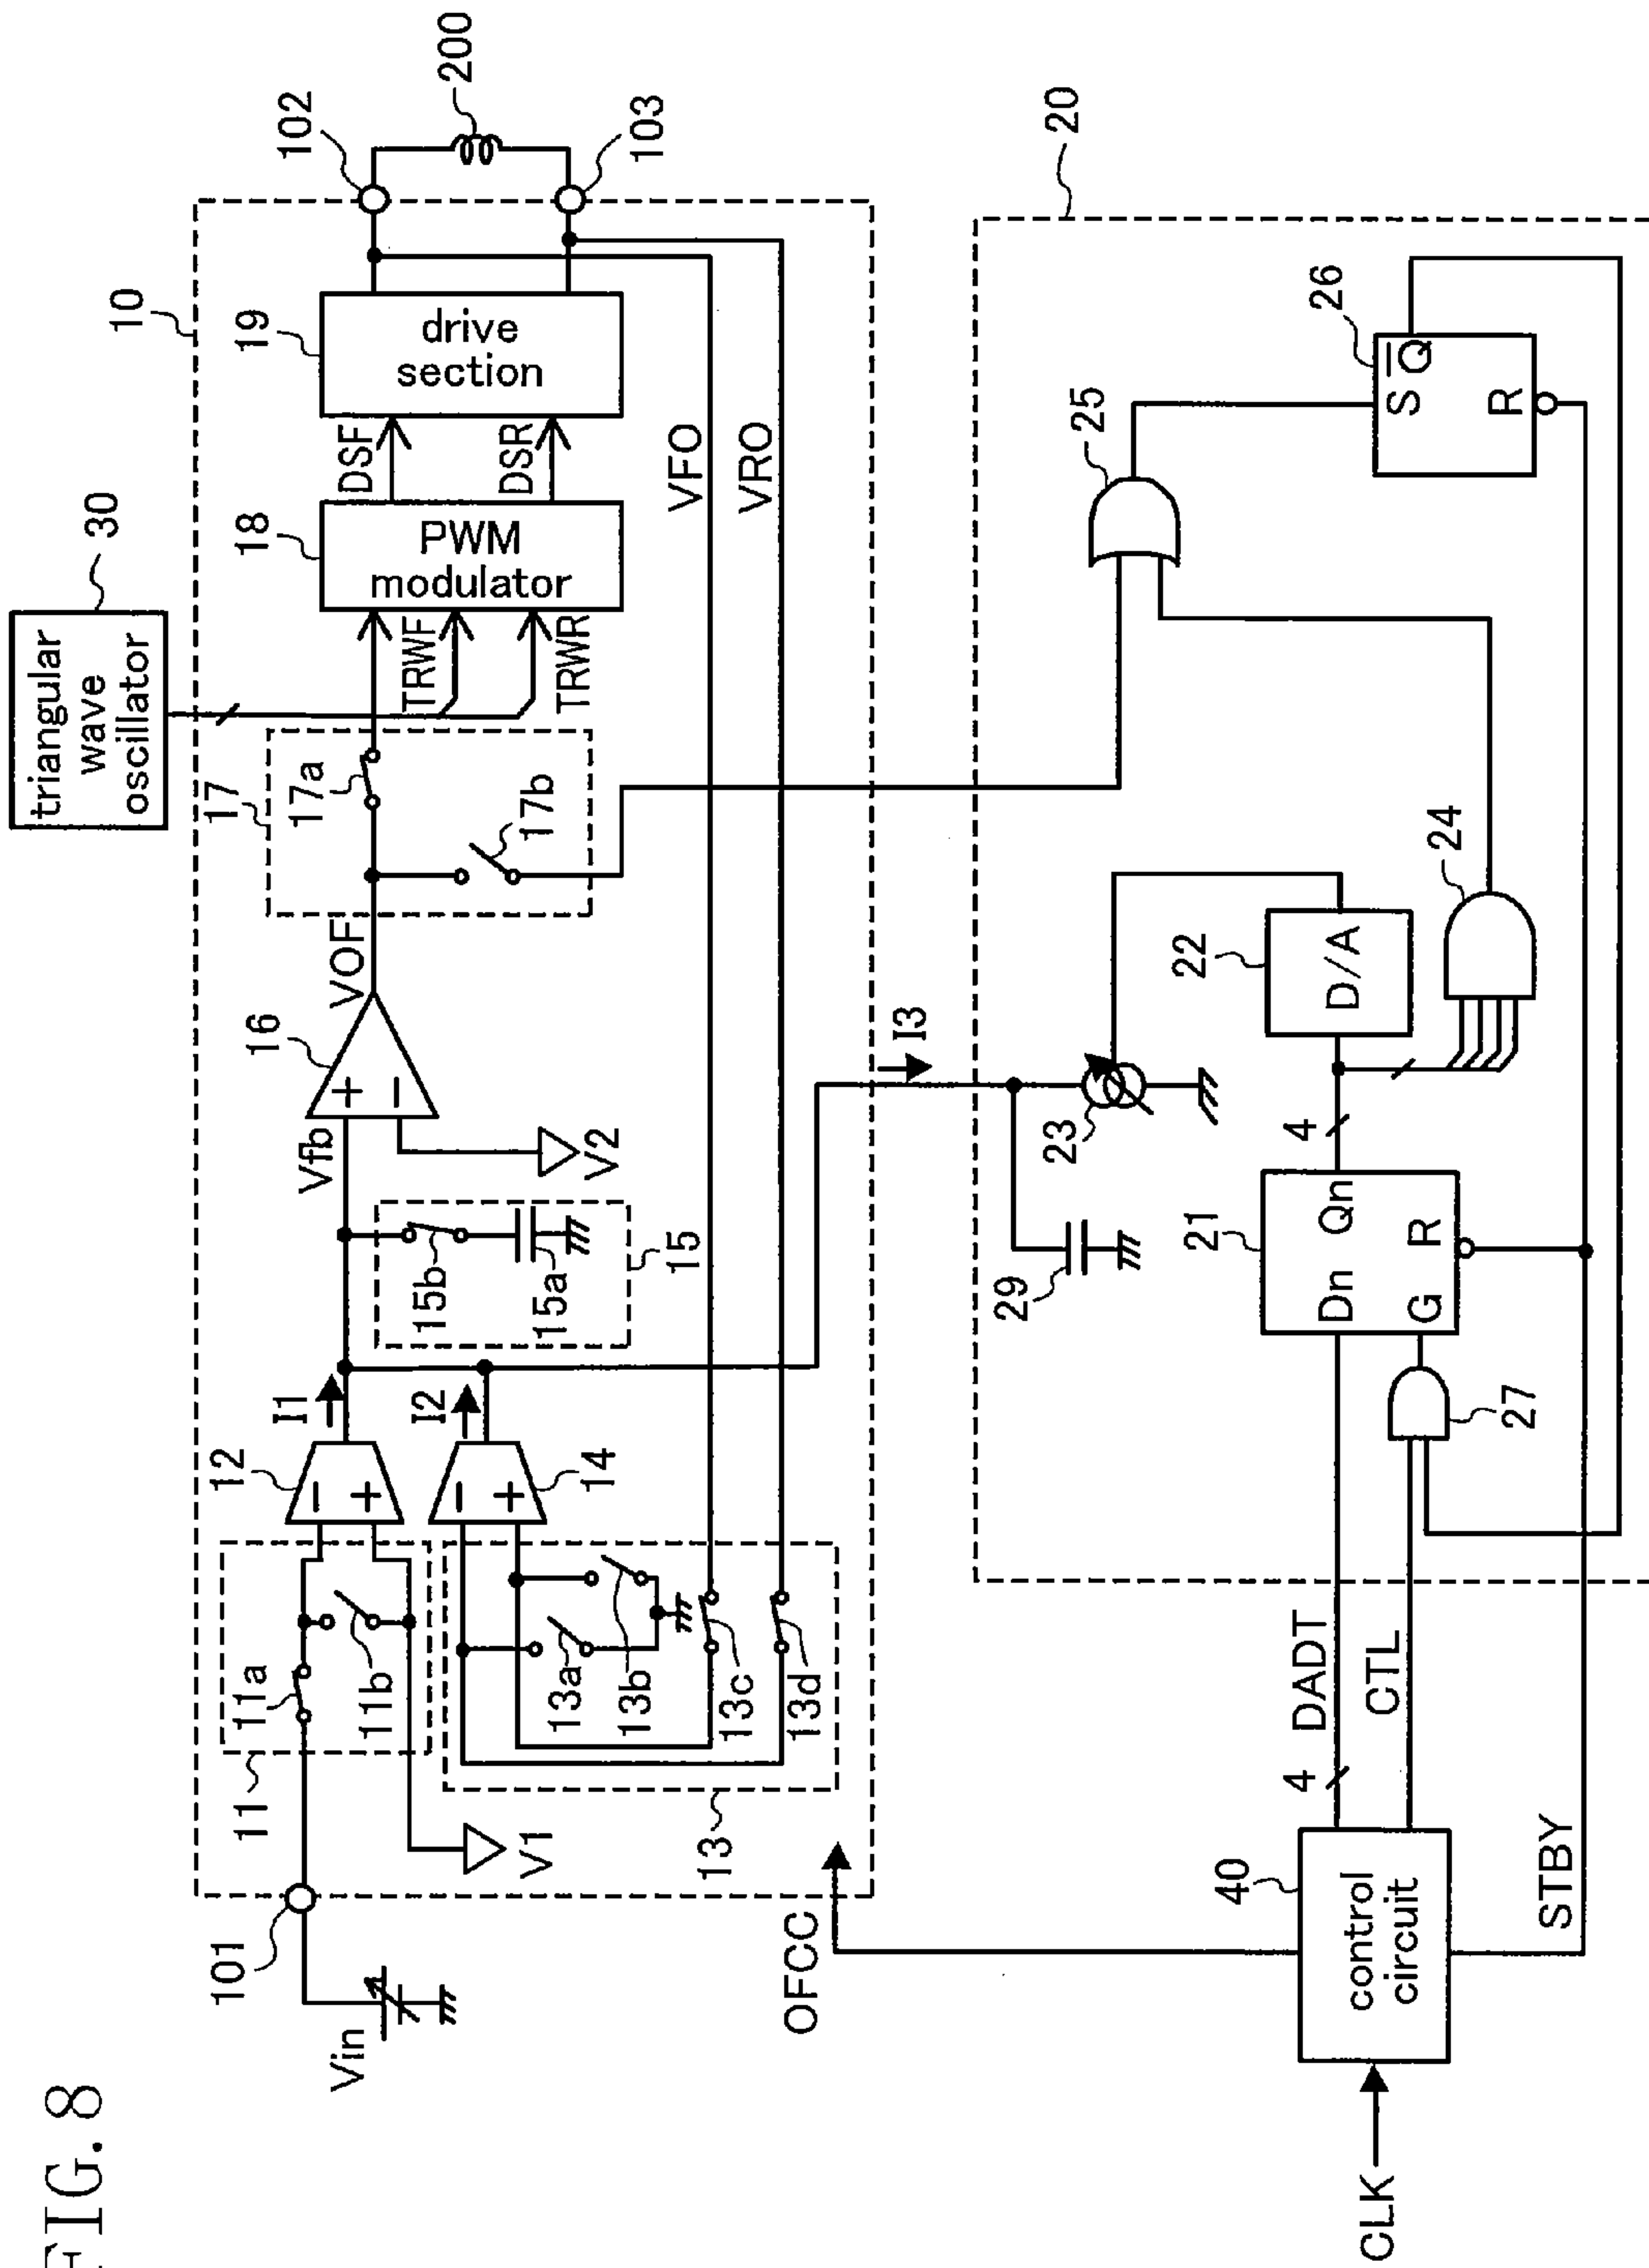 FIG. 8
triangular
wave
oscillator
30
10
17
17a
17b
18
PWM
modulator
TRWF
TRWR
DSF
DSR
19
drive
section
102
103
200
VFO
VRO
Vin
101
11
11a
11b
V1
12
I1
13
13a
13b
13c
13d
14
I2
15
15a
15b
Vfb
V2
16
VOF
I3
OFCC
20
CLK
40
control
circuit
4
DADT
CTL
STBY
21
Dn
Qn
G
R
27
4
29
23
22
D/A
24
25
26
S
Q
R